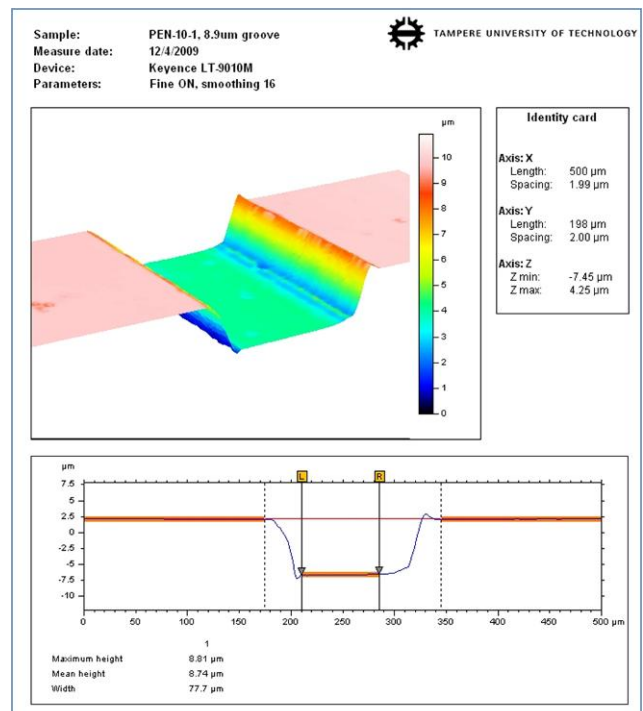 Sample: PEN-10-1, 8.9um groove
Measure date: 12/4/2009
Device: Keyence LT-9010M
Parameters: Fine ON, smoothing 16
TAMPERE UNIVERSITY OF TECHNOLOGY
µm
10
9
8
7
6
5
4
3
2
1
0
Identity card
Axis: X
Length: 500 µm
Spacing: 1.99 µm
Axis: Y
Length: 198 µm
Spacing: 2.00 µm
Axis: Z
Z min: -7.45 µm
Z max: 4.25 µm
µm
L R
7.5
5
2.5
0
-2.5
-5
-7.5
-10
0 50 100 150 200 250 300 350 400 450 500 µm
1
Maximum height 8.81 µm
Mean height 8.74 µm
Width 77.7 µm